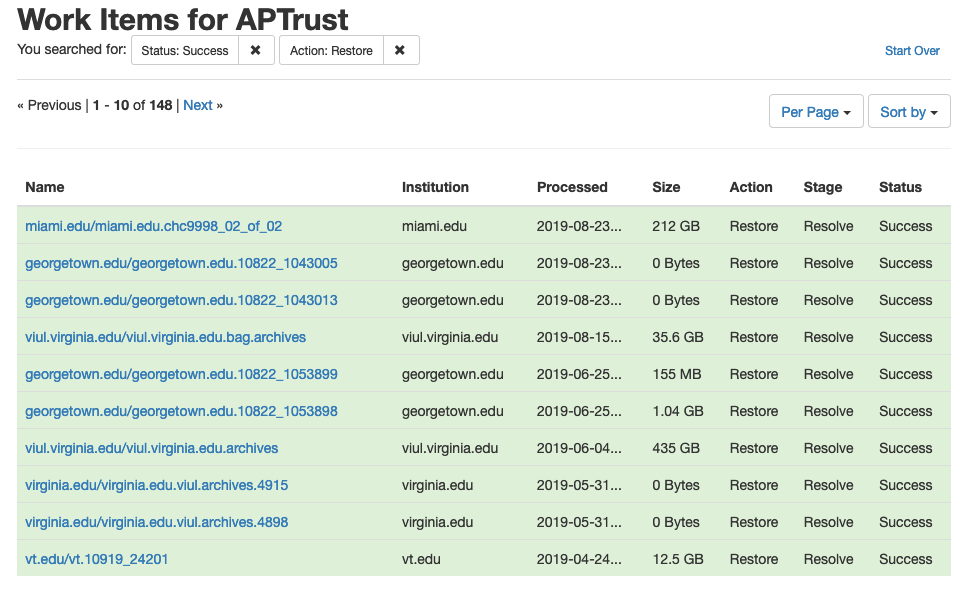 Work Items for APTrust
You searched for: Status: Success ✖ Action: Restore ✖ Start Over
« Previous | 1 - 10 of 148 | Next » Per Page Sort by
Name Institution Processed Size Action Stage Status
miami.edu/miami.edu.chc9998_02_of_02 miami.edu 2019-08-23... 212 GB Restore Resolve Success
georgetown.edu/georgetown.edu.10822_1043005 georgetown.edu 2019-08-23... 0 Bytes Restore Resolve Success
georgetown.edu/georgetown.edu.10822_1043013 georgetown.edu 2019-08-23... 0 Bytes Restore Resolve Success
viul.virginia.edu/viul.virginia.edu.bag.archives viul.virginia.edu 2019-08-15... 35.6 GB Restore Resolve Success
georgetown.edu/georgetown.edu.10822_1053899 georgetown.edu 2019-06-25... 155 MB Restore Resolve Success
georgetown.edu/georgetown.edu.10822_1053898 georgetown.edu 2019-06-25... 1.04 GB Restore Resolve Success
viul.virginia.edu/viul.virginia.edu.archives viul.virginia.edu 2019-06-04... 435 GB Restore Resolve Success
virginia.edu/virginia.edu.viul.archives.4915 virginia.edu 2019-05-31... 0 Bytes Restore Resolve Success
virginia.edu/virginia.edu.viul.archives.4898 virginia.edu 2019-05-31... 0 Bytes Restore Resolve Success
vt.edu/vt.10919_24201 vt.edu 2019-04-24... 12.5 GB Restore Resolve Success